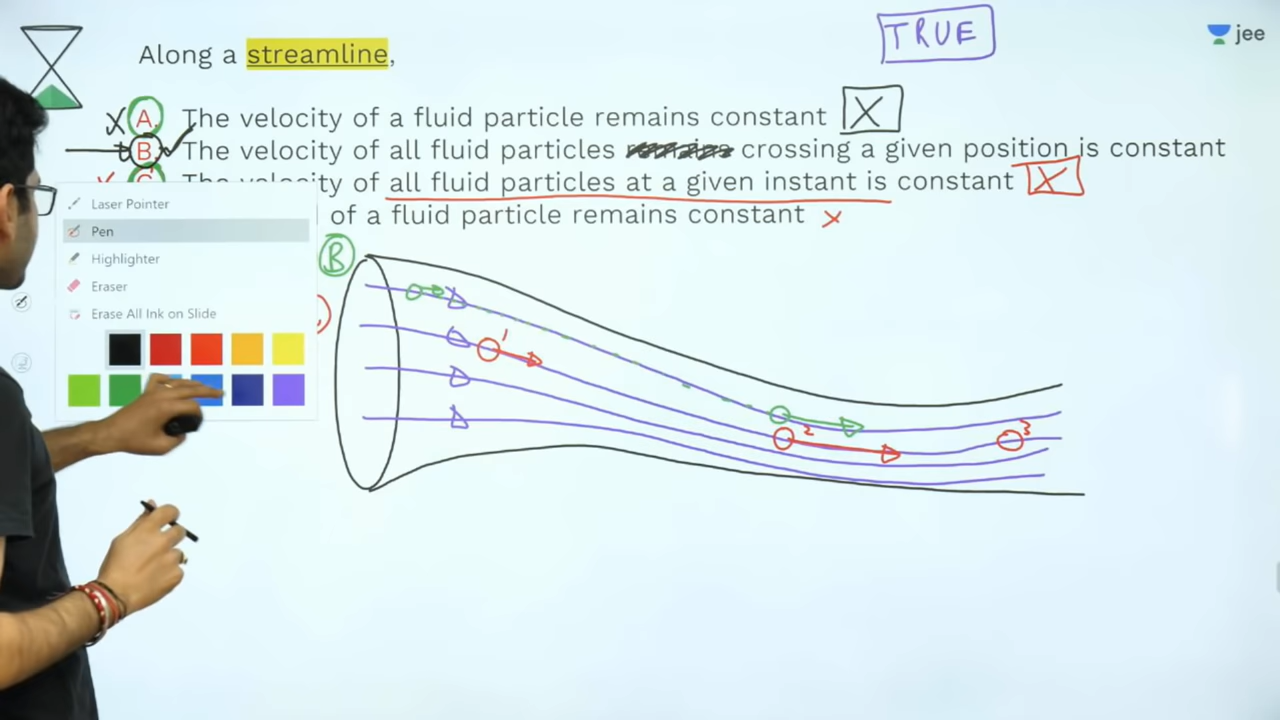 TRUE
jee
Along a streamline,
X A. The velocity of a fluid particle remains constant X
B. The velocity of all fluid particles crossing a given position is constant
ty of all fluid particles at a given instant is constant X
of a fluid particle remains constant x
Laser Pointer
Pen
Highlighter
Eraser
Erase All Ink on Slide
B
1
2
3